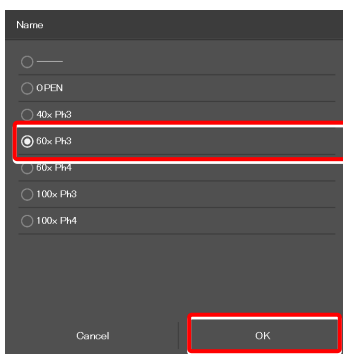 Name
———
OPEN
40x Ph3
60x Ph3
60x Ph4
100x Ph3
100x Ph4
Cancel OK